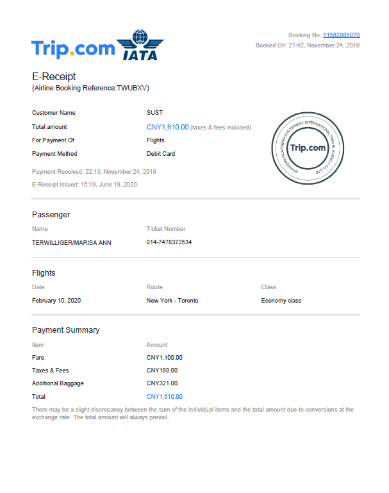 Trip.com
IATA
Booking No. 11582085070
Booked On: 21:42, November 24, 2019
E-Receipt
(Airline Booking Reference:TWUBXV)
Customer Name SUST
Total amount CNY1,610.00 (taxes & fees included)
For Payment Of Flights
Payment Method Debit Card
Trip.com
Payment Received: 22:13, November 24, 2019
E-Receipt Issued: 15:19, June 19, 2020
Passenger
Name Ticket Number
TERWILLIGER/MARISA ANN 014-7478372534
Flights
Date Route Class
February 10, 2020 New York - Toronto Economy class
Payment Summary
Item Amount
Fare CNY1,100.00
Taxes & Fees CNY189.00
Additional Baggage CNY321.00
Total CNY1,610.00
There may be a slight discrepancy between the sum of the individual items and the total amount due to conversions at the
exchange rate. The total amount will always prevail.